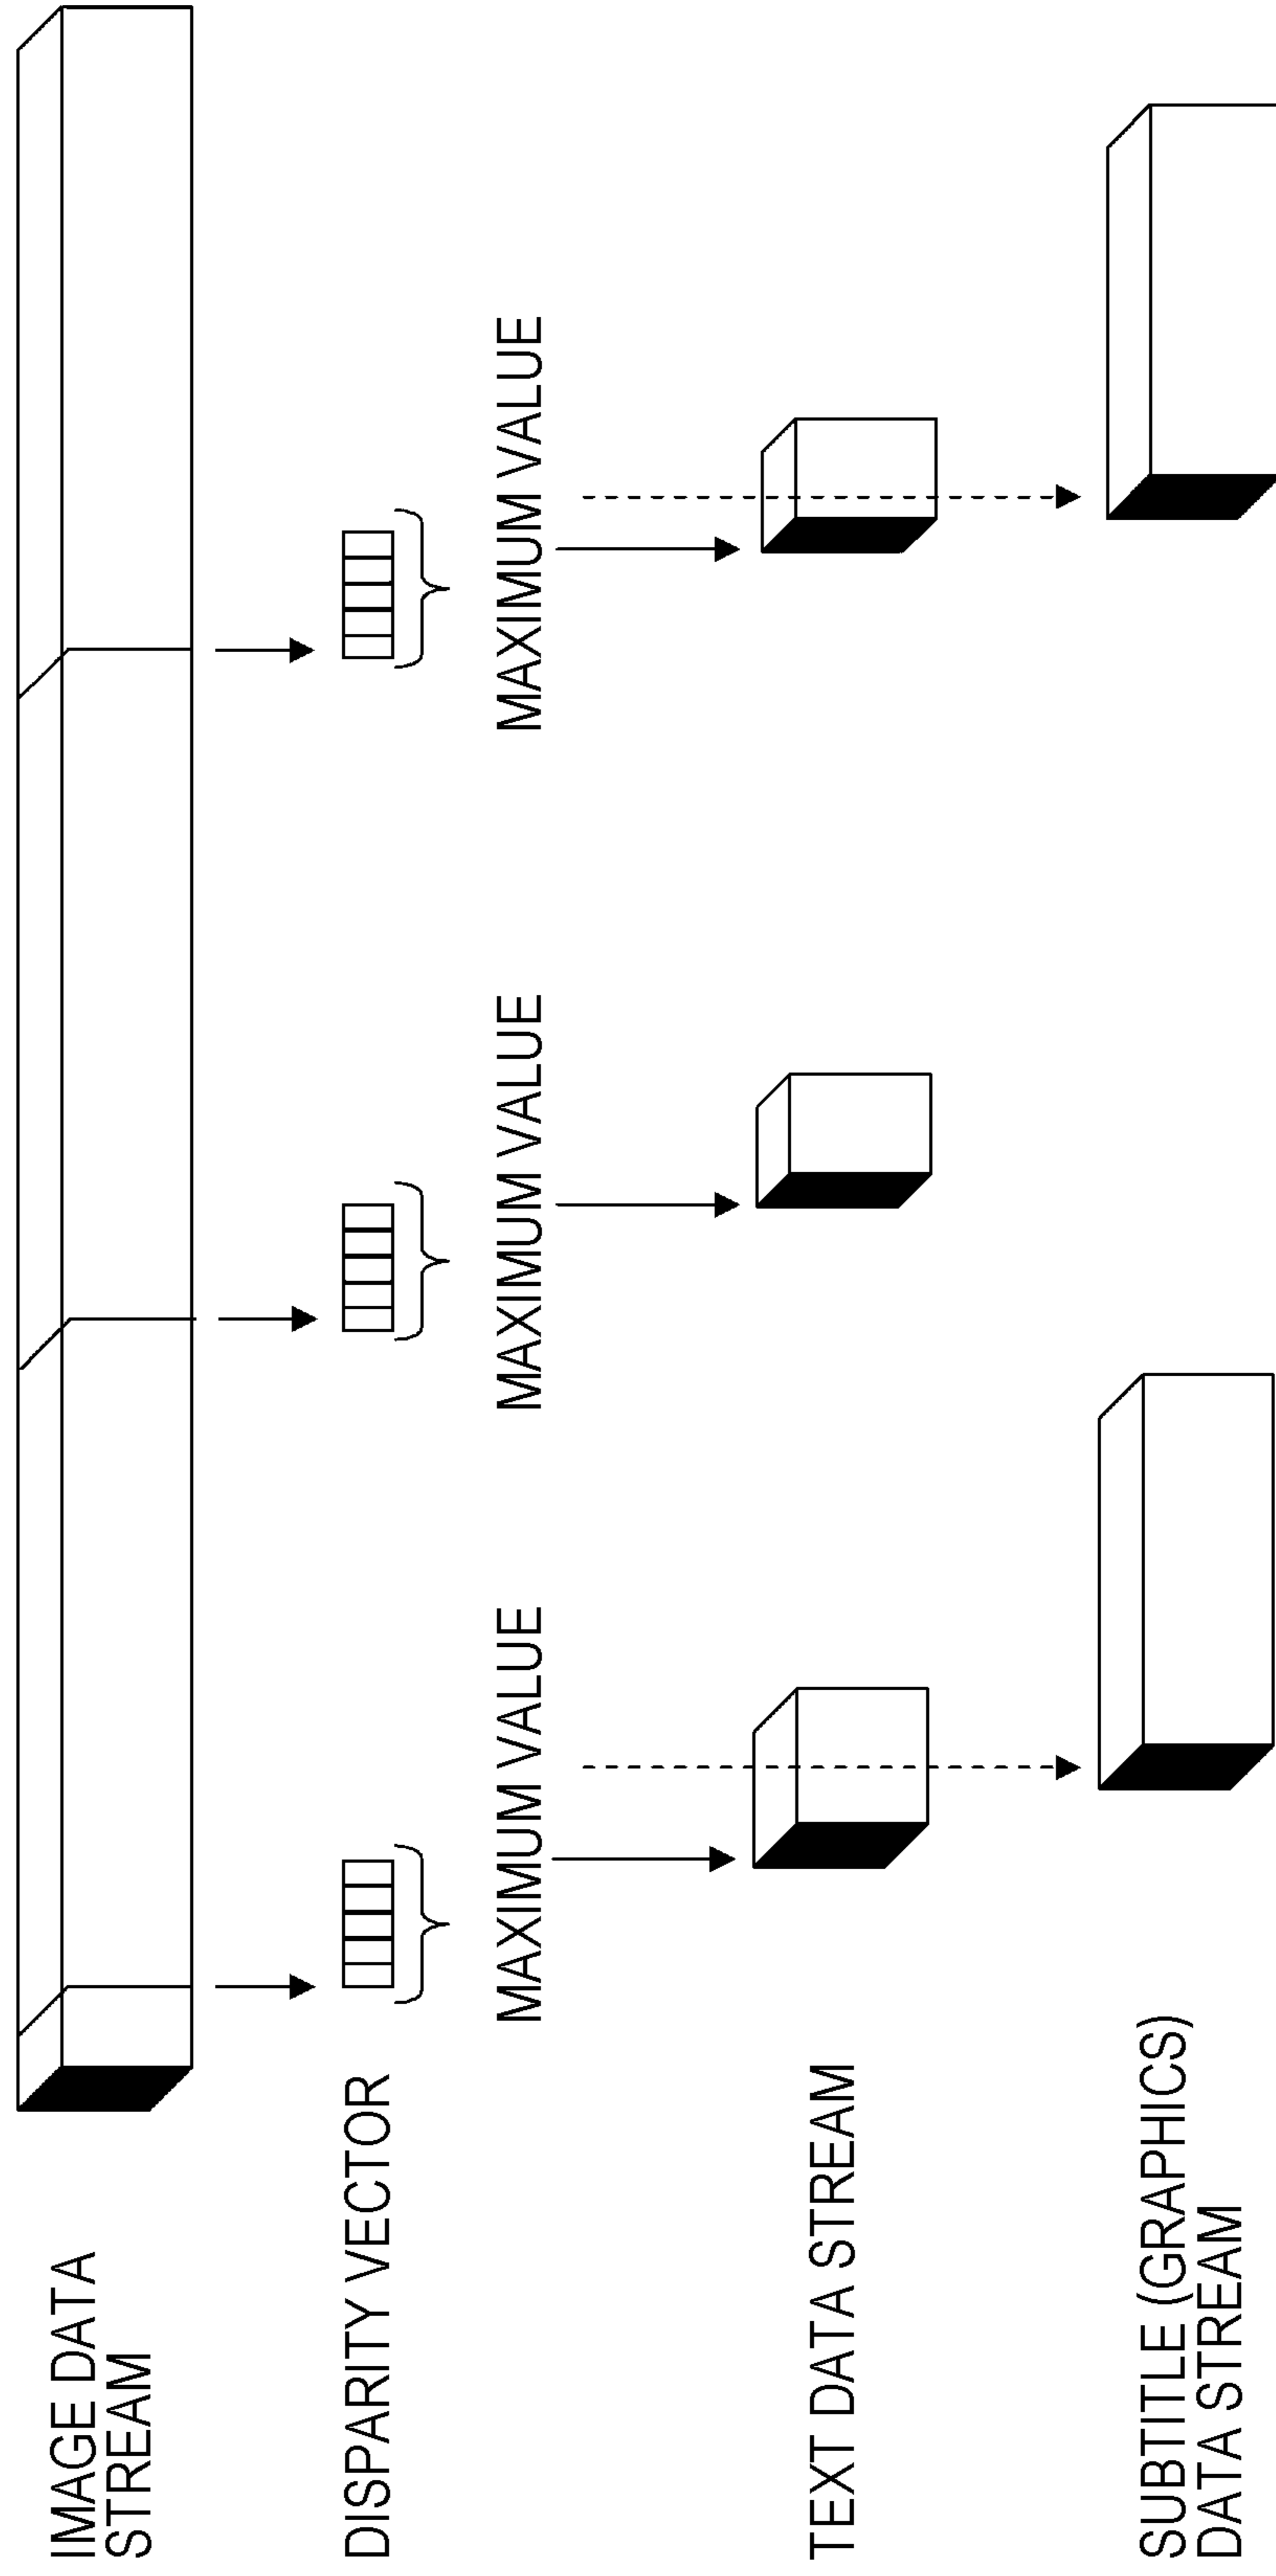 IMAGE DATA
STREAM
DISPARITY VECTOR
MAXIMUM VALUE
MAXIMUM VALUE
MAXIMUM VALUE
TEXT DATA STREAM
SUBTITLE (GRAPHICS)
DATA STREAM